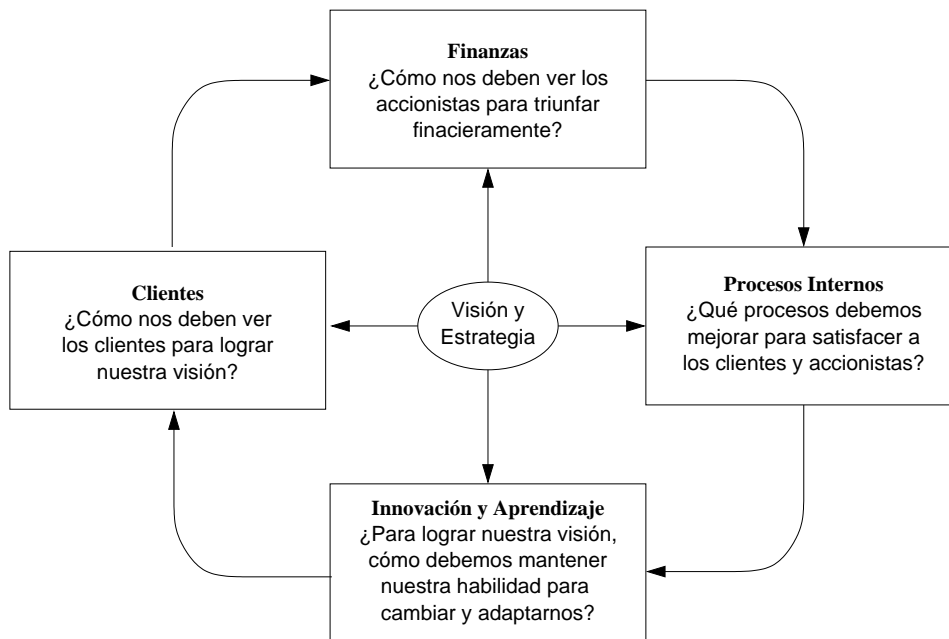 Finanzas
¿Cómo nos deben ver los
accionistas para triunfar
finacieramente?
Clientes
¿Cómo nos deben ver
los clientes para lograr
nuestra visión?
Visión y
Estrategia
Procesos Internos
¿Qué procesos debemos
mejorar para satisfacer a
los clientes y accionistas?
Innovación y Aprendizaje
¿Para lograr nuestra visión,
cómo debemos mantener
nuestra habilidad para
cambiar y adaptarnos?